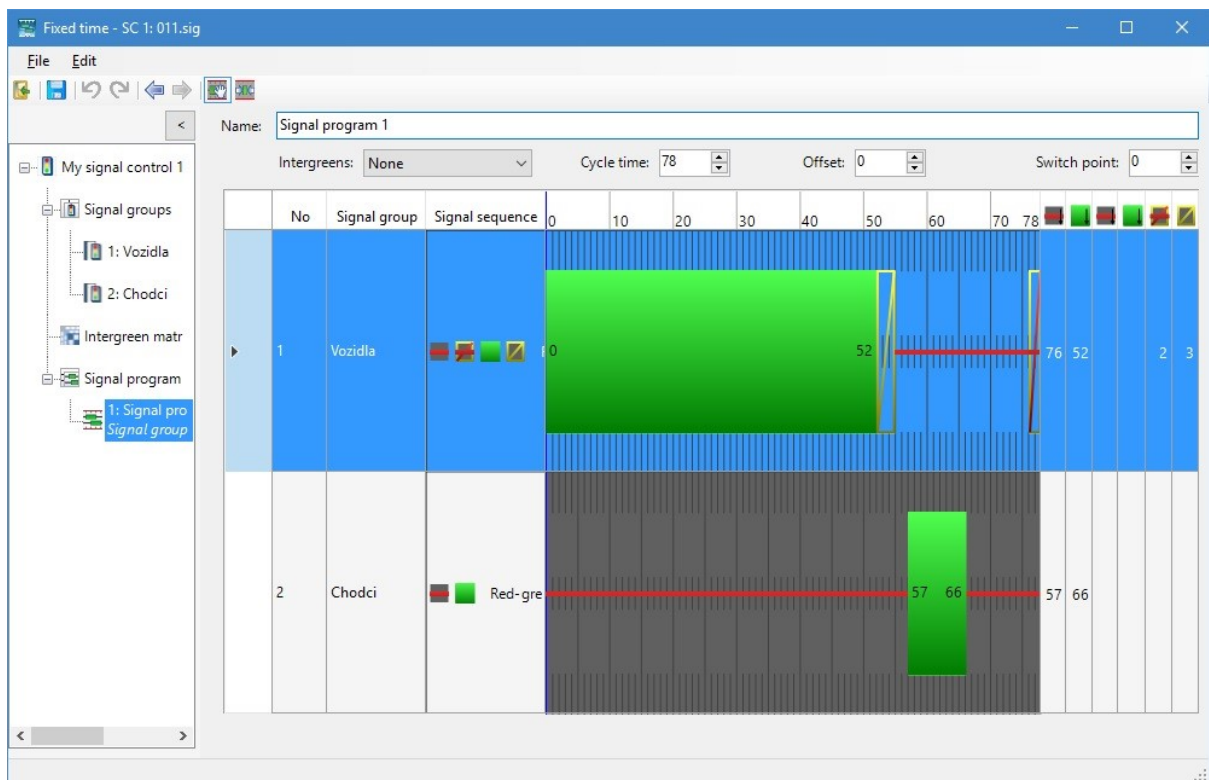 Fixed time - SC 1: 011.sig
File Edit
<
Name: Signal program 1
Intergreens: None Cycle time: 78 Offset: 0 Switch point: 0
My signal control 1
Signal groups
1: Vozidla
2: Chodci
Intergreen matr
Signal program
1: Signal pro
Signal group
No Signal group Signal sequence 0 10 20 30 40 50 60 70 78
1 Vozidla 0 52 76 52 2 3
2 Chodci Red-gre 57 66 57 66